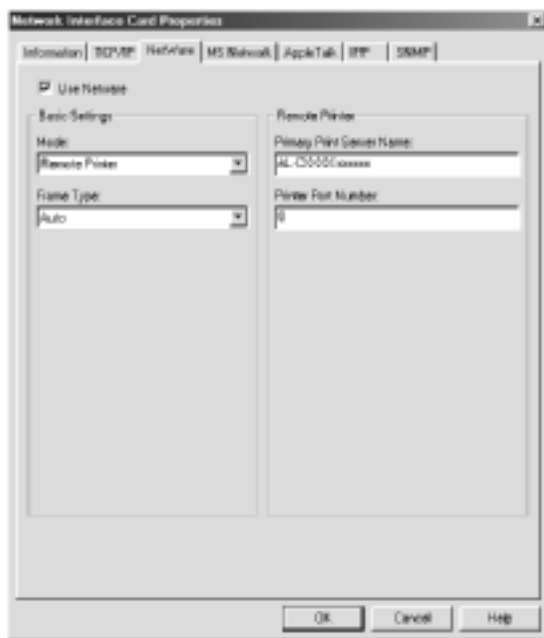 Network Interface Card Properties
Information TCP/IP NetWare MS Network AppleTalk IPP SNMP
Use Netware
Basic Settings
Mode:
Remote Printer
Frame Type:
Auto
Remote Printer
Primary Print Server Name:
Printer Port Number:
0
OK Cancel Help